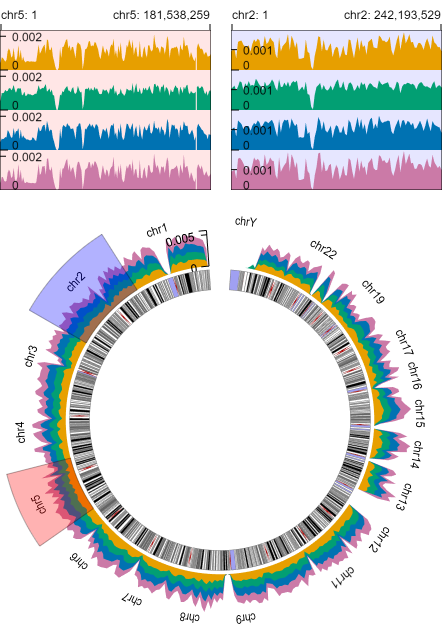 chr5: 1 chr5: 181,538,259 chr2: 1 chr2: 242,193,529
0.002
0
0.002
0
0.002
0
0.002
0
0.001
0
0.001
0
0.001
0
0.001
0
chr1
0.005
0
chrY
chr22
chr19
chr17
chr16
chr15
chr14
chr13
chr12
chr11
chr9
chr8
chr7
chr6
chr5
chr4
chr3
chr2